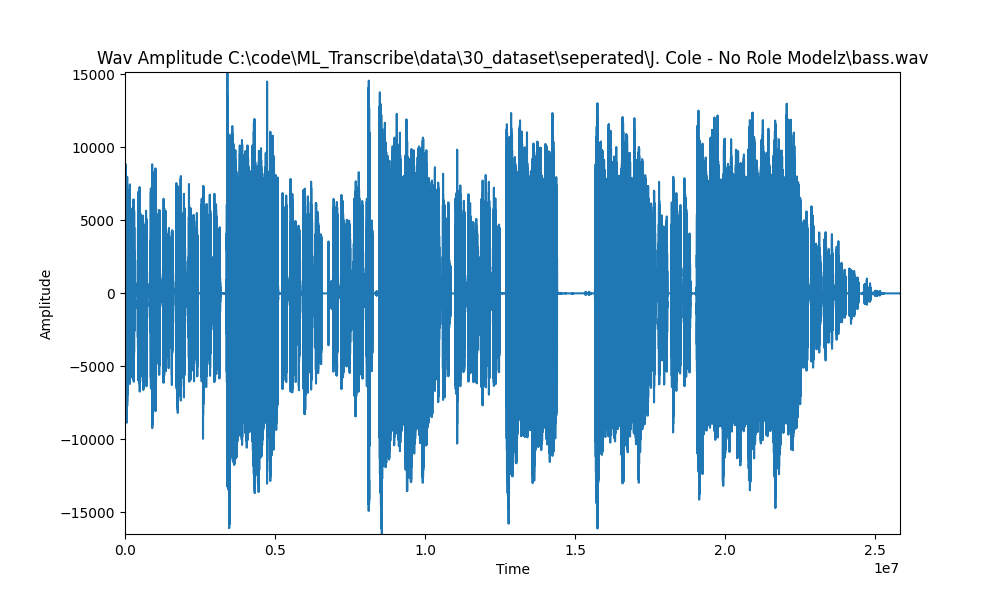 Wav Amplitude C:\code\ML_Transcribe\data\30_dataset\seperated\J. Cole - No Role Modelz\bass.wav
15000
10000
5000
0
−5000
−10000
−15000
Amplitude
0.0 0.5 1.0 1.5 2.0 2.5
1e7
Time